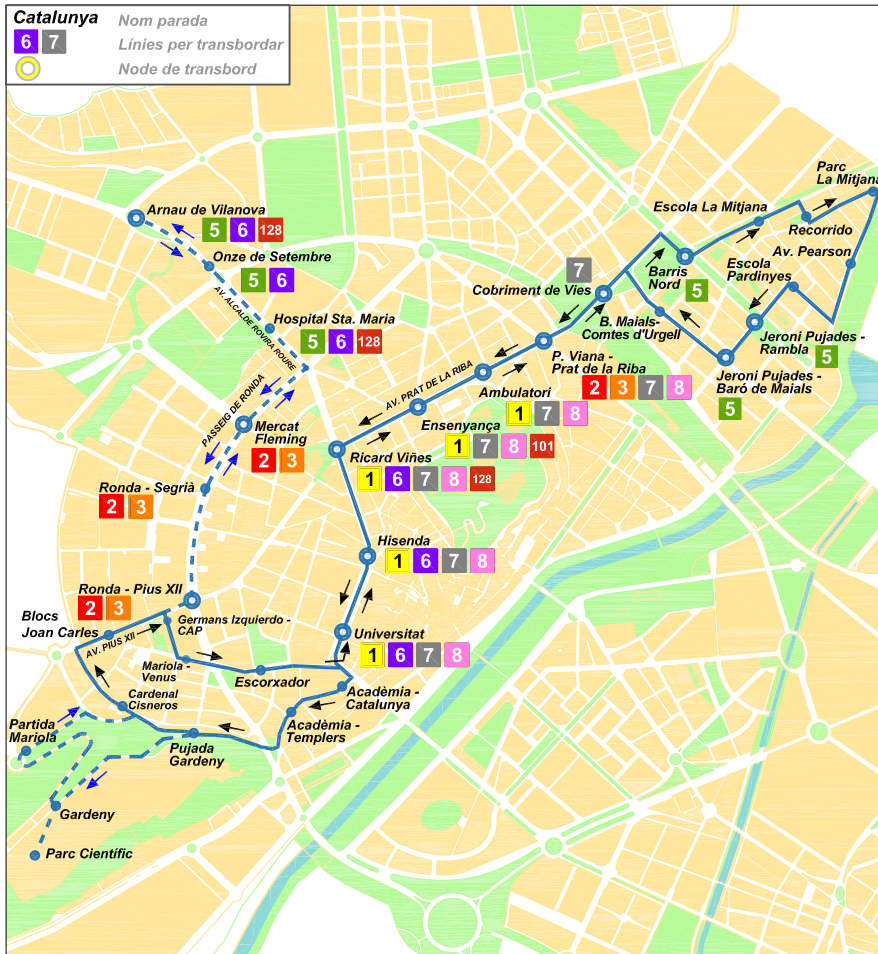 Catalunya
Nom parada
6 7
Línies per transbordar
Node de transbord
Parc
La Mitjana
Arnau de Vilanova
5 6 128
Escola La Mitjana
Recorrido
Onze de Setembre
5 6
Av. Pearson
Escola
Pardinyes
7
Cobriment de Vies
Barris
Nord
5
AV. ALCALDE ROVIRA ROURE
Hospital Sta. Maria
5 6 128
B. Maials-
Comtes d'Urgell
Jeroni Pujades -
Rambla
5
P. Viana -
Prat de la Riba
2 3 7 8
Jeroni Pujades -
Baró de Maials
5
AV. PRAT DE LA RIBA
PASSEIG DE RONDA
Ambulatori
1 7 8
Mercat
Fleming
2 3
Ensenyança
1 7 8 101
Ricard Viñes
1 6 7 8 128
Ronda - Segrià
2 3
Hisenda
1 6 7 8
Ronda - Pius XII
2 3
Blocs
Joan Carles
AV. PIUS XII
Germans Izquierdo -
CAP
Universitat
1 6 7 8
Mariola -
Venus
Escorxador
Cardenal
Cisneros
Acadèmia -
Catalunya
Acadèmia -
Templers
Partida
Mariola
Pujada
Gardeny
Gardeny
Parc Científic